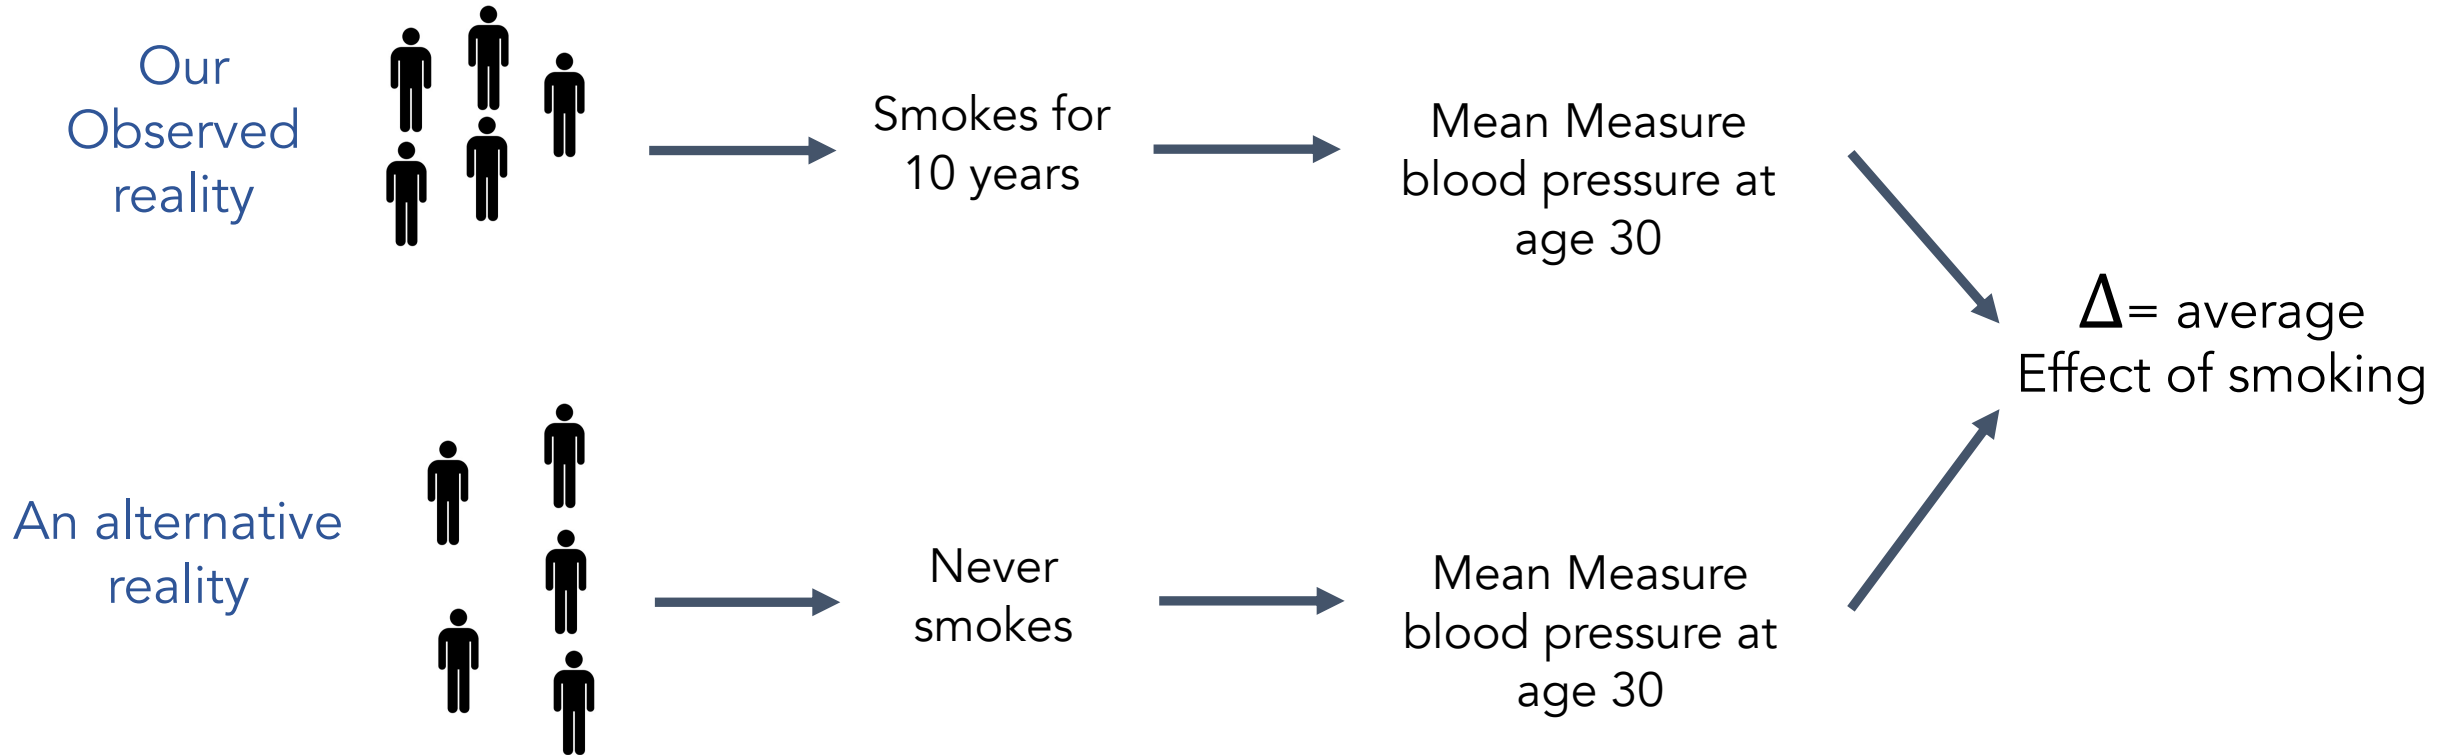 Our
Observed
reality
Smokes for
10 years
Mean Measure
blood pressure at
age 30
Δ= average
Effect of smoking
An alternative
reality
Never
smokes
Mean Measure
blood pressure at
age 30